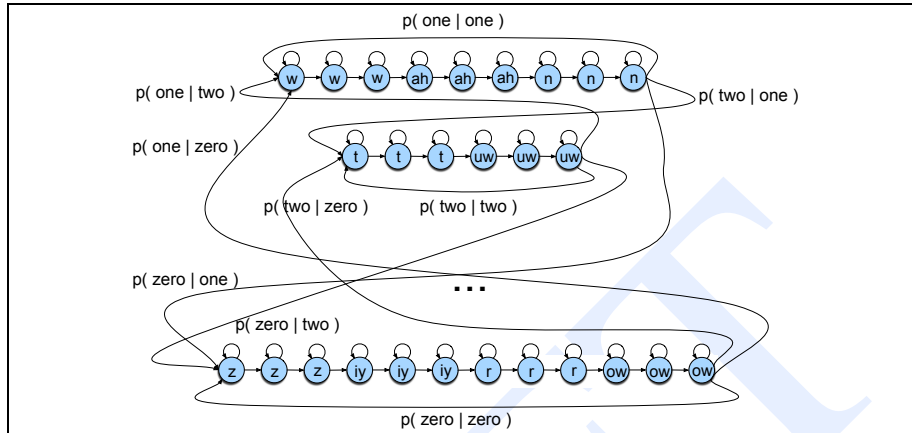 p( one | one )
w w w ah ah ah n n n
p( one | two )
p( two | one )
p( one | zero )
t t t uw uw uw
p( two | zero )
p( two | two )
p( zero | one )
...
p( zero | two )
z z z iy iy iy r r r ow ow ow
p( zero | zero )